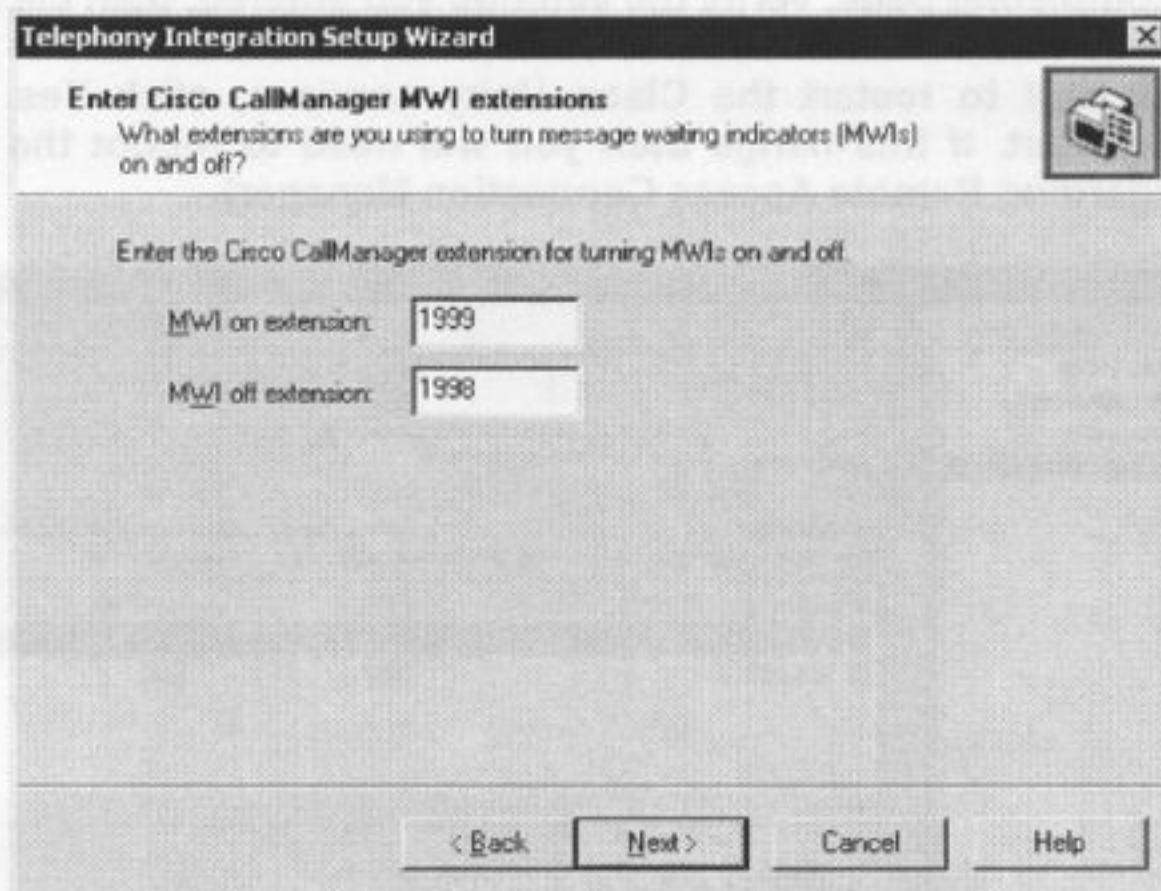 Telephony Integration Setup Wizard
Enter Cisco CallManager MWI extensions
What extensions are you using to turn message waiting indicators (MWIs)
on and off?
Enter the Cisco CallManager extension for turning MWIs on and off.
MWI on extension: 1999
MWI off extension: 1998
< Back Next > Cancel Help